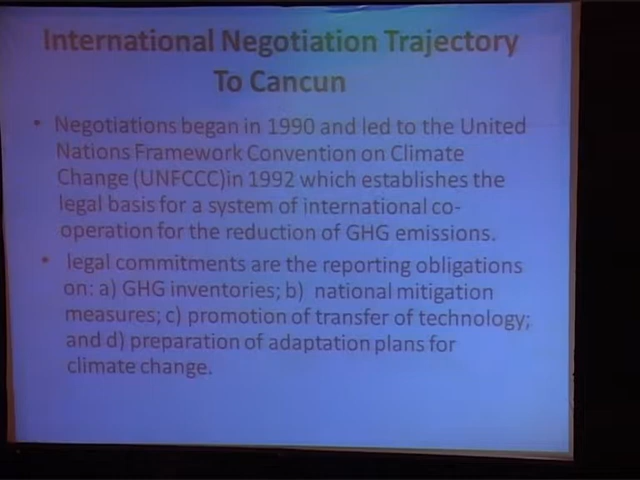 International Negotiation Trajectory
To Cancun
• Negotiations began in 1990 and led to the United
Nations Framework Convention on Climate
Change (UNFCCC)in 1992 which establishes the
legal basis for a system of international co-
operation for the reduction of GHG emissions.
• legal commitments are the reporting obligations
on: a) GHG inventories; b) national mitigation
measures; c) promotion of transfer of technology;
and d) preparation of adaptation plans for
climate change.